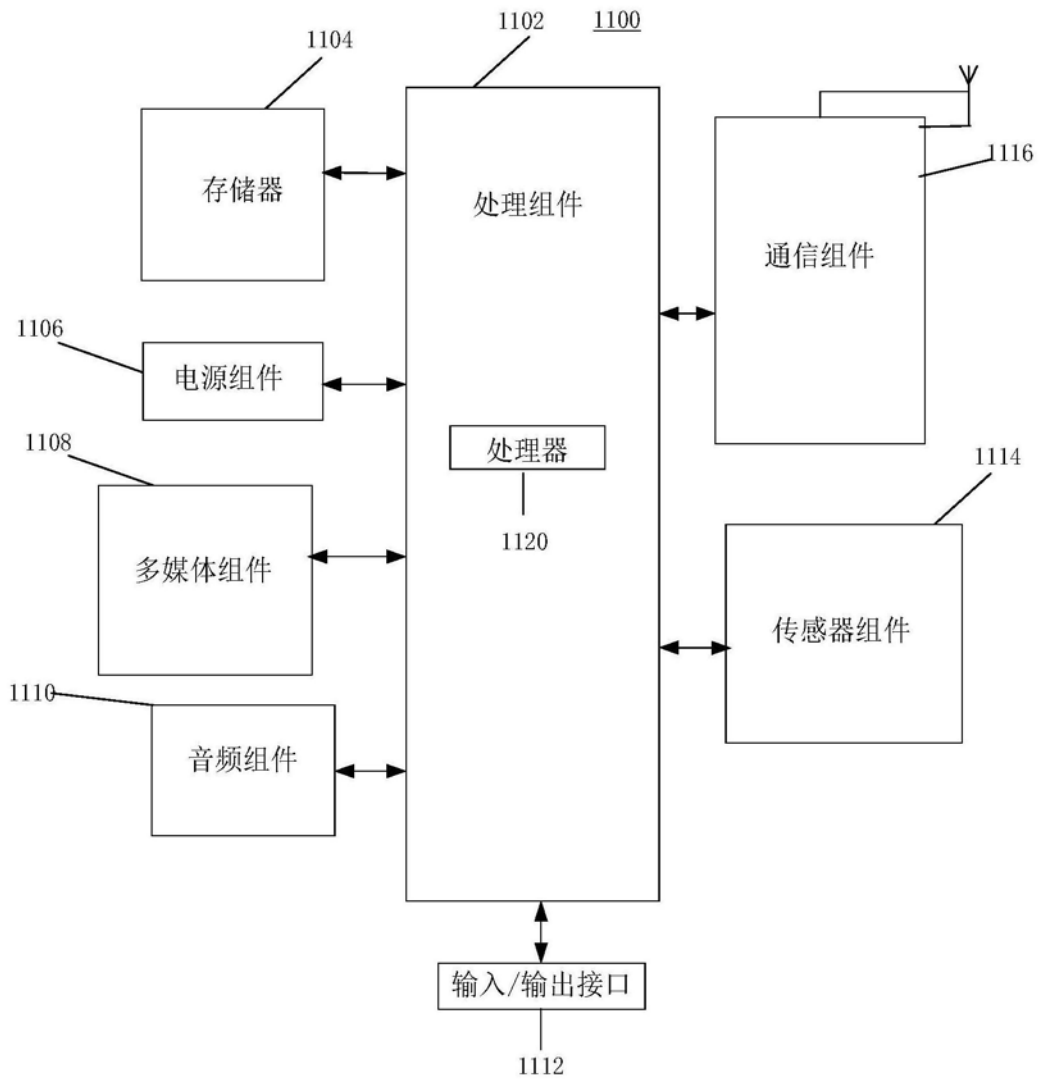 1102
1100
1104
存储器
处理组件
1116
通信组件
1106
电源组件
1108
处理器
1114
1120
多媒体组件
传感器组件
1110
音频组件
输入/输出接口
1112